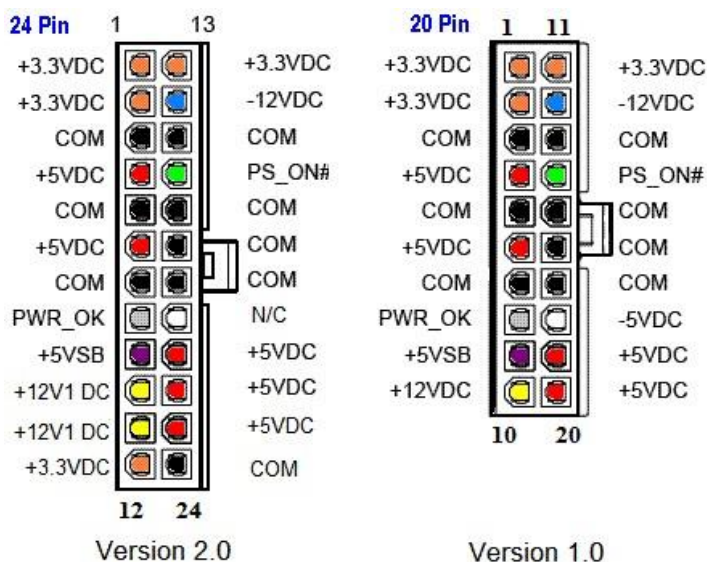 24 Pin 1 13
+3.3VDC +3.3VDC
+3.3VDC -12VDC
COM COM
+5VDC PS_ON#
COM COM
+5VDC COM
COM COM
PWR_OK N/C
+5VSB +5VDC
+12V1 DC +5VDC
+12V1 DC +5VDC
+3.3VDC COM
12 24
Version 2.0
20 Pin 1 11
+3.3VDC +3.3VDC
+3.3VDC -12VDC
COM COM
+5VDC PS_ON#
COM COM
+5VDC COM
COM COM
PWR_OK -5VDC
+5VSB +5VDC
+12VDC +5VDC
10 20
Version 1.0